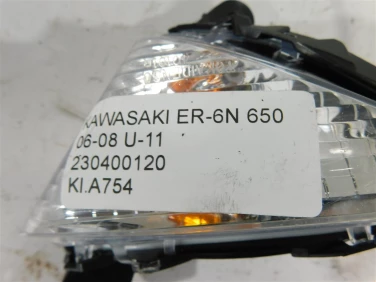 KAWASAKI ER-6N 650
06-08 U-11
230400120
KI.A754